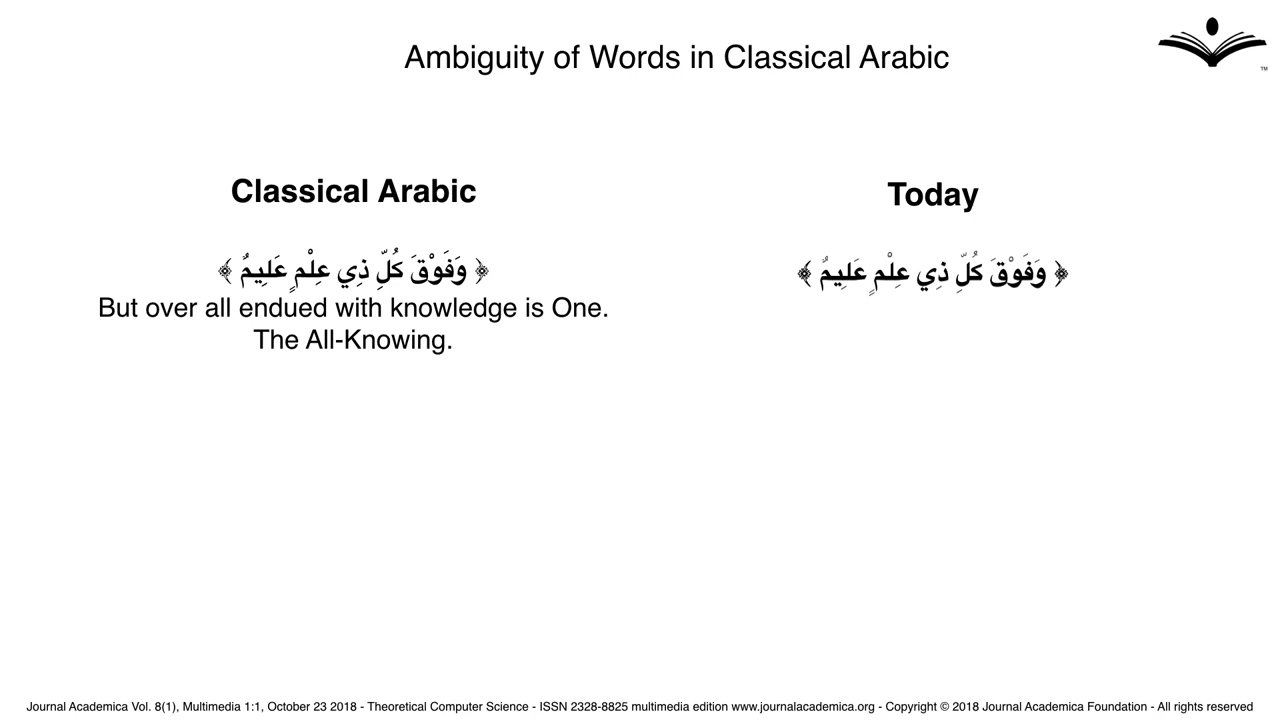 Ambiguity of Words in Classical Arabic
TM
Classical Arabic
﴿ وَفَوْقَ كُلِّ ذِي عِلْمٍ عَلِيمٌ ﴾
But over all endued with knowledge is One.
The All-Knowing.
Today
﴿ وَفَوْقَ كُلِّ ذِي عِلْمٍ عَلِيمٌ ﴾
Journal Academica Vol. 8(1), Multimedia 1:1, October 23 2018 - Theoretical Computer Science - ISSN 2328-8825 multimedia edition www.journalacademica.org - Copyright © 2018 Journal Academica Foundation - All rights reserved